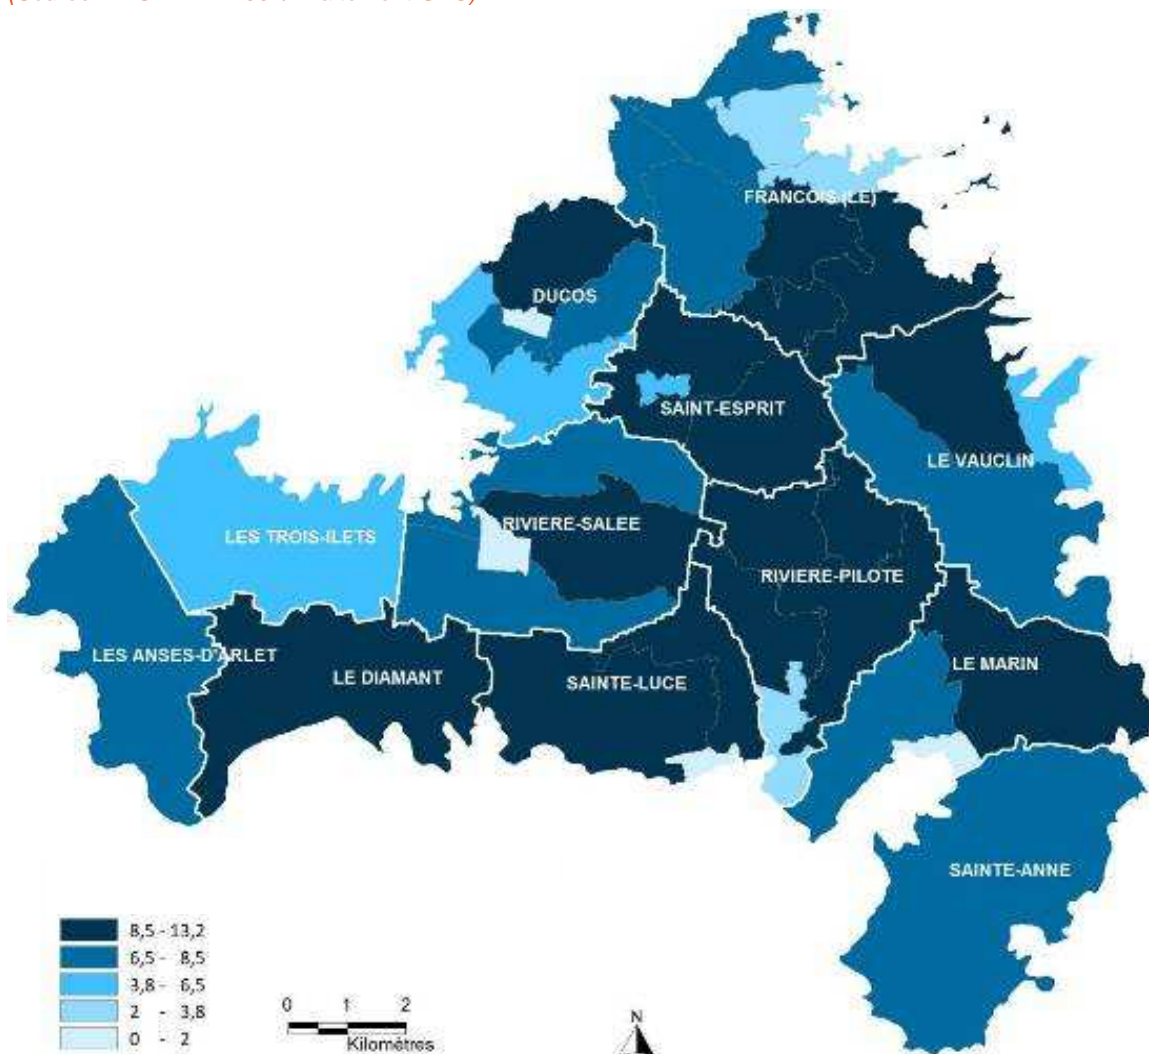 FRANCOIS (LE)
DUCOS
SAINT-ESPRIT
LE VAUCLIN
RIVIERE-SALEE
LES TROIS-ILETS
RIVIERE-PILOTE
LES ANSES-D'ARLET
LE DIAMANT
SAINTE-LUCE
LE MARIN
SAINTE-ANNE
8,5 - 13,2
6,5 - 8,5
3,8 - 6,5
2 - 3,8
0 - 2
0 1 2
Kilomètres
N